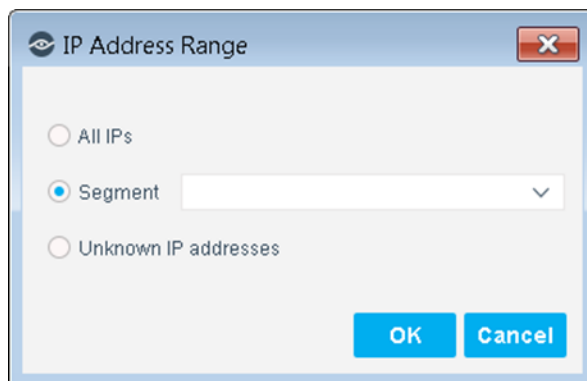 IP Address Range
All IPs
Segment
Unknown IP addresses
OK Cancel